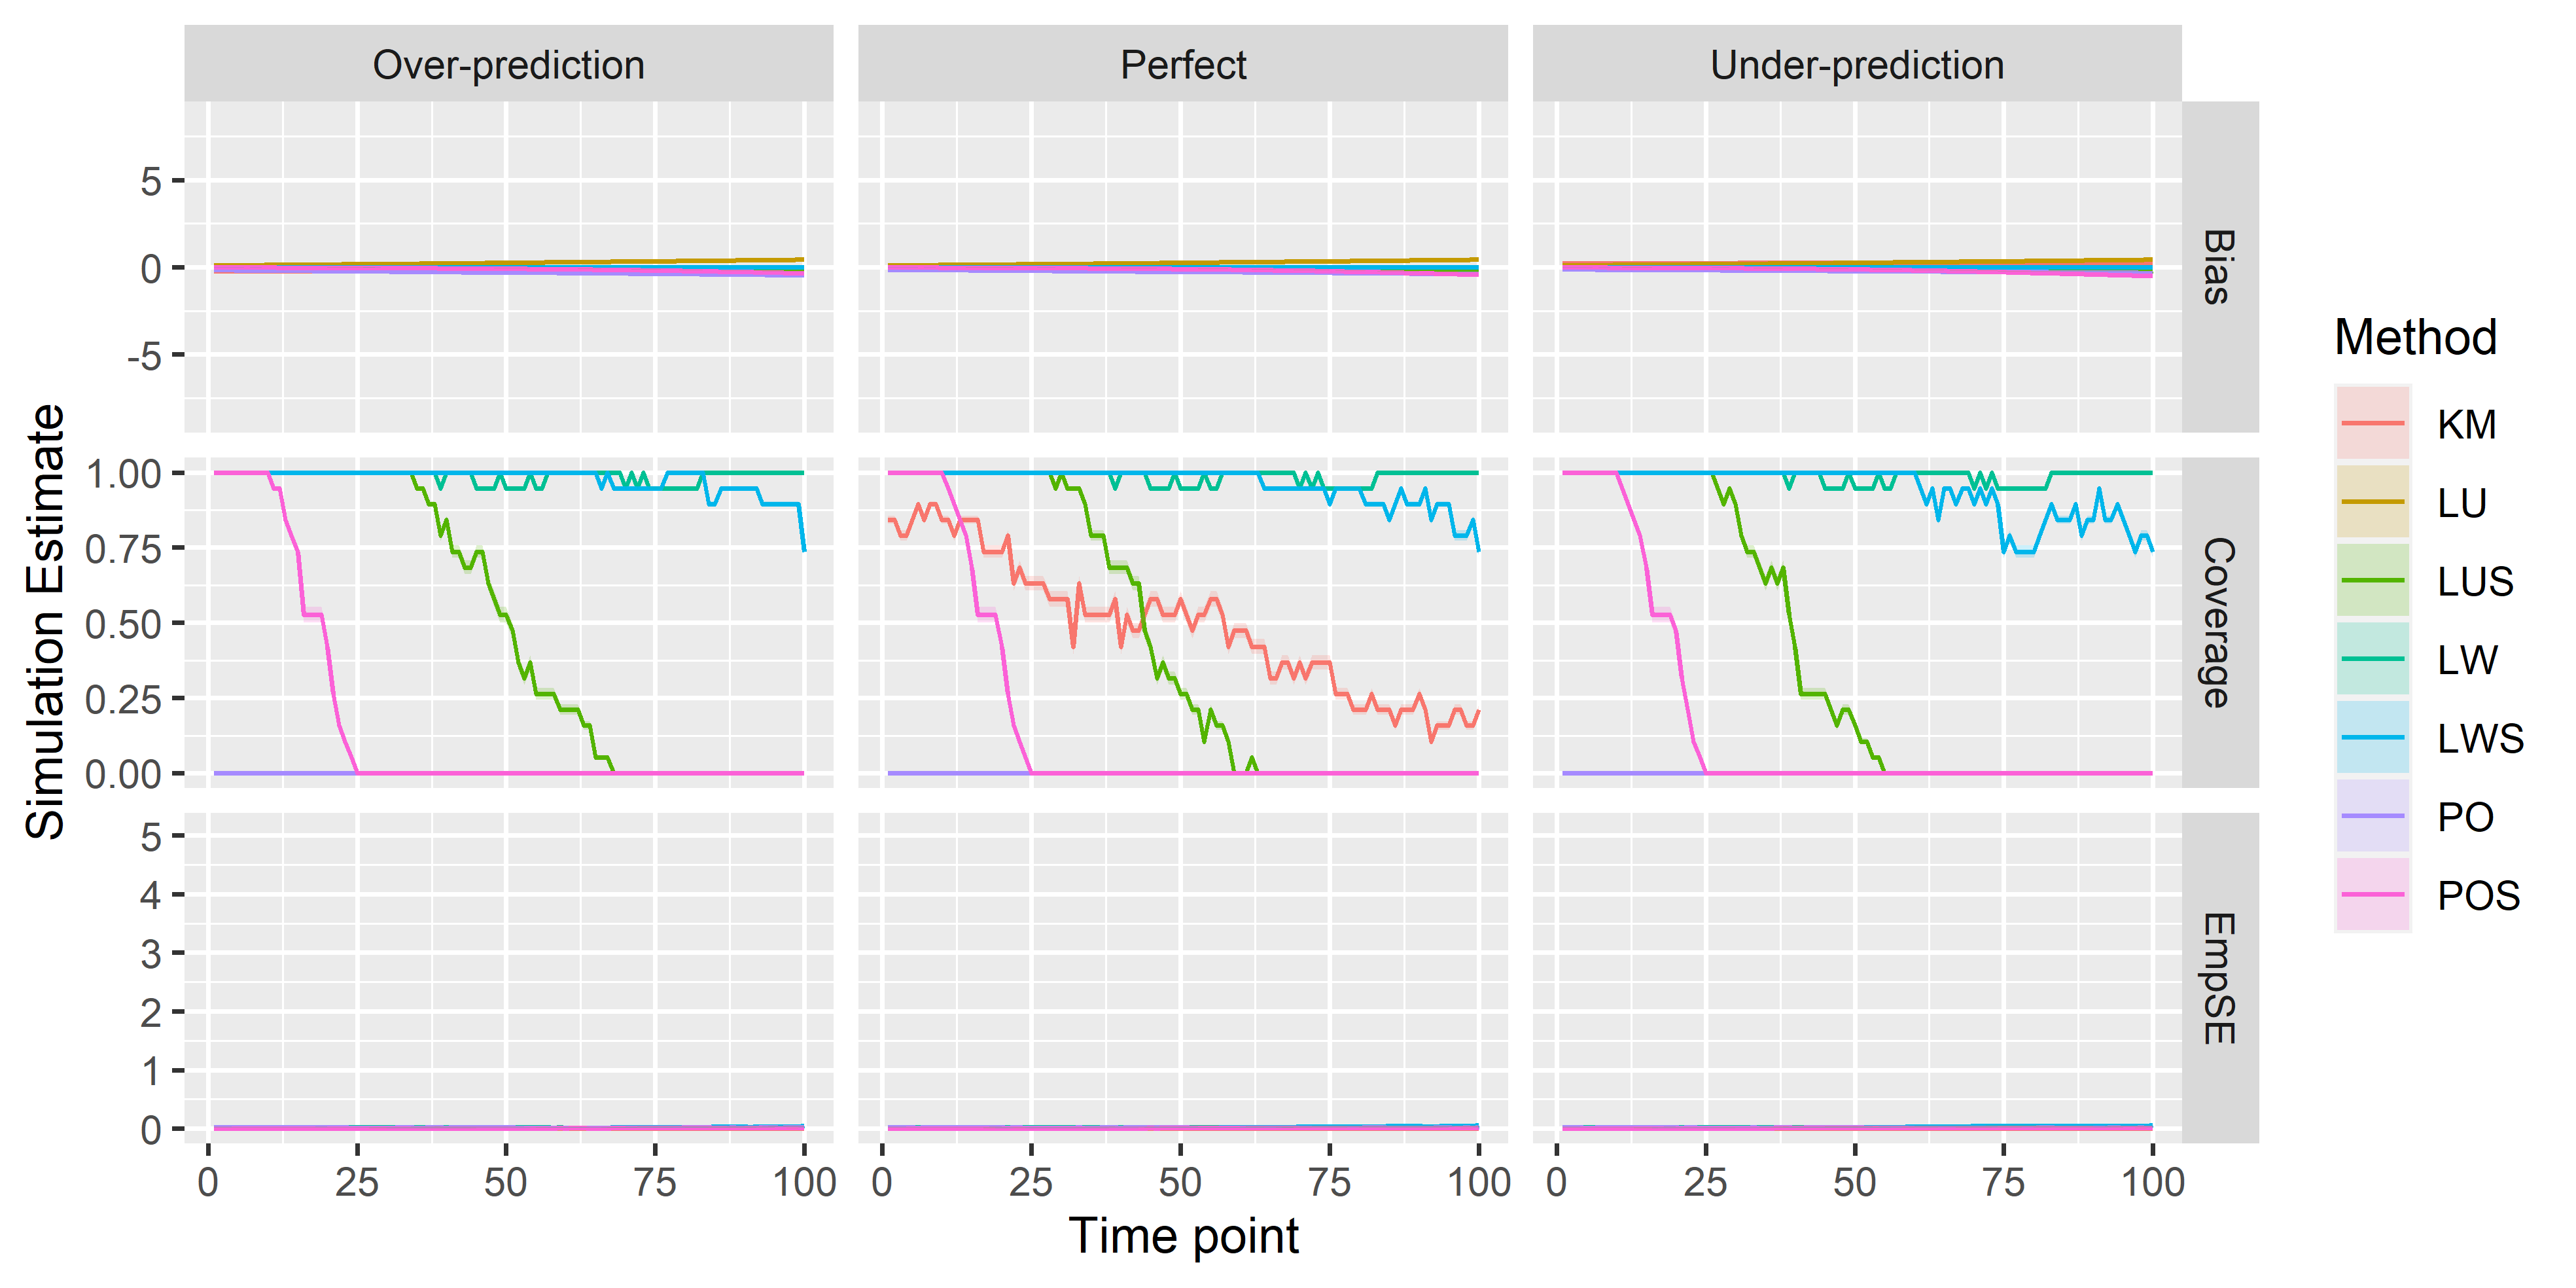 Over-prediction
Perfect
Under-prediction
Simulation Estimate
5
0
-5
Bias
1.00
0.75
0.50
0.25
0.00
Coverage
5
4
3
2
1
0
EmpSE
0 25 50 75 100
0 25 50 75 100
0 25 50 75 100
Time point
Method
KM
LU
LUS
LW
LWS
PO
POS